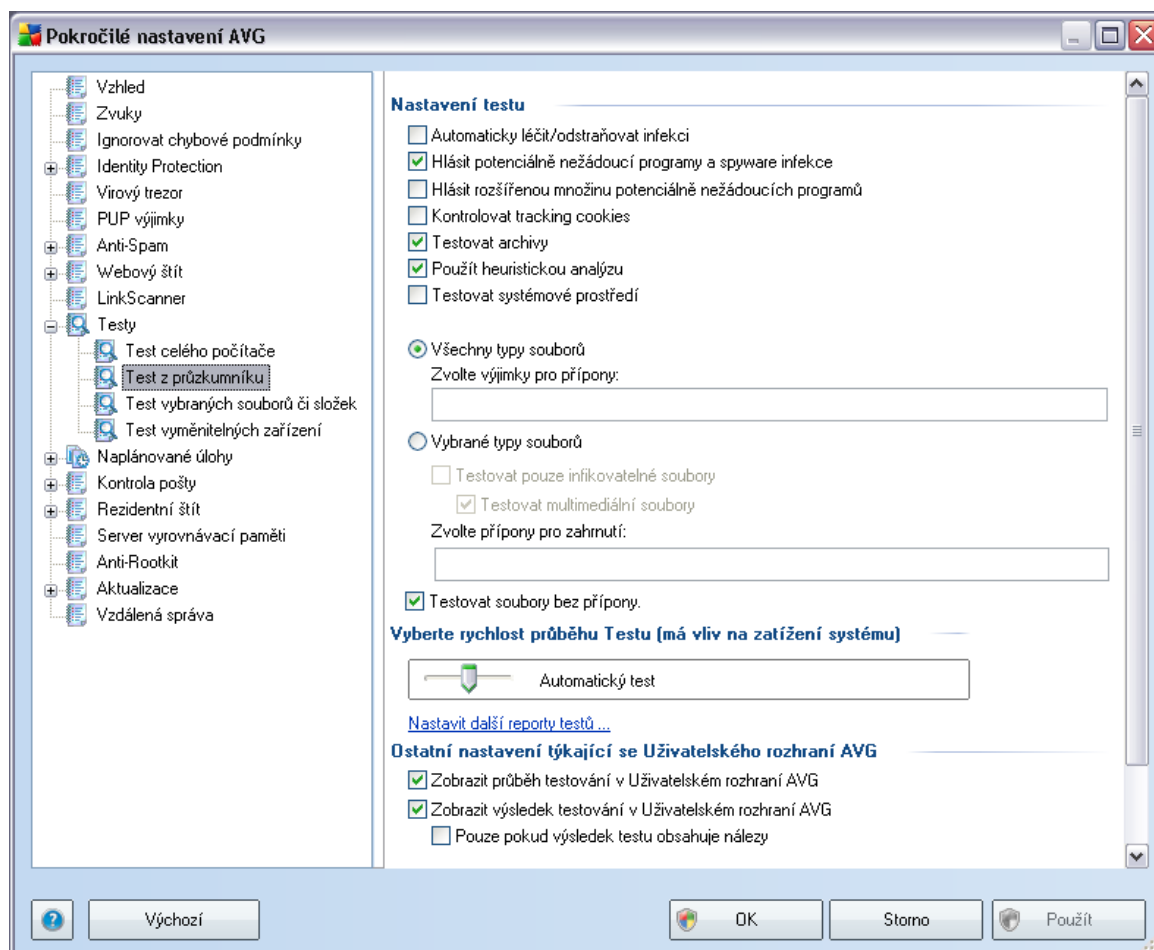 Pokročilé nastavení AVG
Vzhled
Zvuky
Ignorovat chybové podmínky
Identity Protection
Virový trezor
PUP výjimky
Anti-Spam
Webový štít
LinkScanner
Testy
Test celého počítače
Test z průzkumníku
Test vybraných souborů či složek
Test vyměnitelných zařízení
Naplánované úlohy
Kontrola pošty
Rezidentní štít
Server vyrovnávací paměti
Anti-Rootkit
Aktualizace
Vzdálená správa
Nastavení testu
Automaticky léčit/odstraňovat infekci
Hlásit potenciálně nežádoucí programy a spyware infekce
Hlásit rozšířenou množinu potenciálně nežádoucích programů
Kontrolovat tracking cookies
Testovat archivy
Použít heuristickou analýzu
Testovat systémové prostředí
Všechny typy souborů
Zvolte výjimky pro přípony:
Vybrané typy souborů
Testovat pouze infikovatelné soubory
Testovat multimediální soubory
Zvolte přípony pro zahrnutí:
Testovat soubory bez přípony.
Vyberte rychlost průběhu Testu (má vliv na zatížení systému)
Automatický test
Nastavit další reporty testů ...
Ostatní nastavení týkající se Uživatelského rozhraní AVG
Zobrazit průběh testování v Uživatelském rozhraní AVG
Zobrazit výsledek testování v Uživatelském rozhraní AVG
Pouze pokud výsledek testu obsahuje nálezy
Výchozí
OK
Storno
Použít